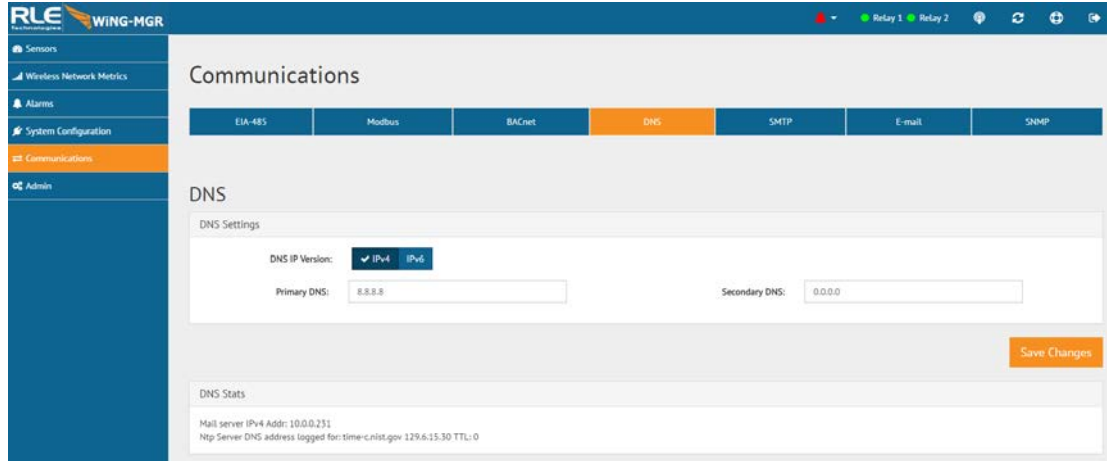 RLE WiNG-MGR
Technologies
Relay 1 Relay 2
Sensors
Wireless Network Metrics
Alarms
System Configuration
Communications
Admin
Communications
EIA-485 Modbus BACnet DNS SMTP E-mail SNMP
DNS
DNS Settings
DNS IP Version: IPv4 IPv6
Primary DNS: 8.8.8.8 Secondary DNS: 0.0.0.0
Save Changes
DNS Stats
Mail server IPv4 Addr: 10.0.0.231
Ntp Server DNS address logged for: time-c.nist.gov 129.6.15.30 TTL: 0